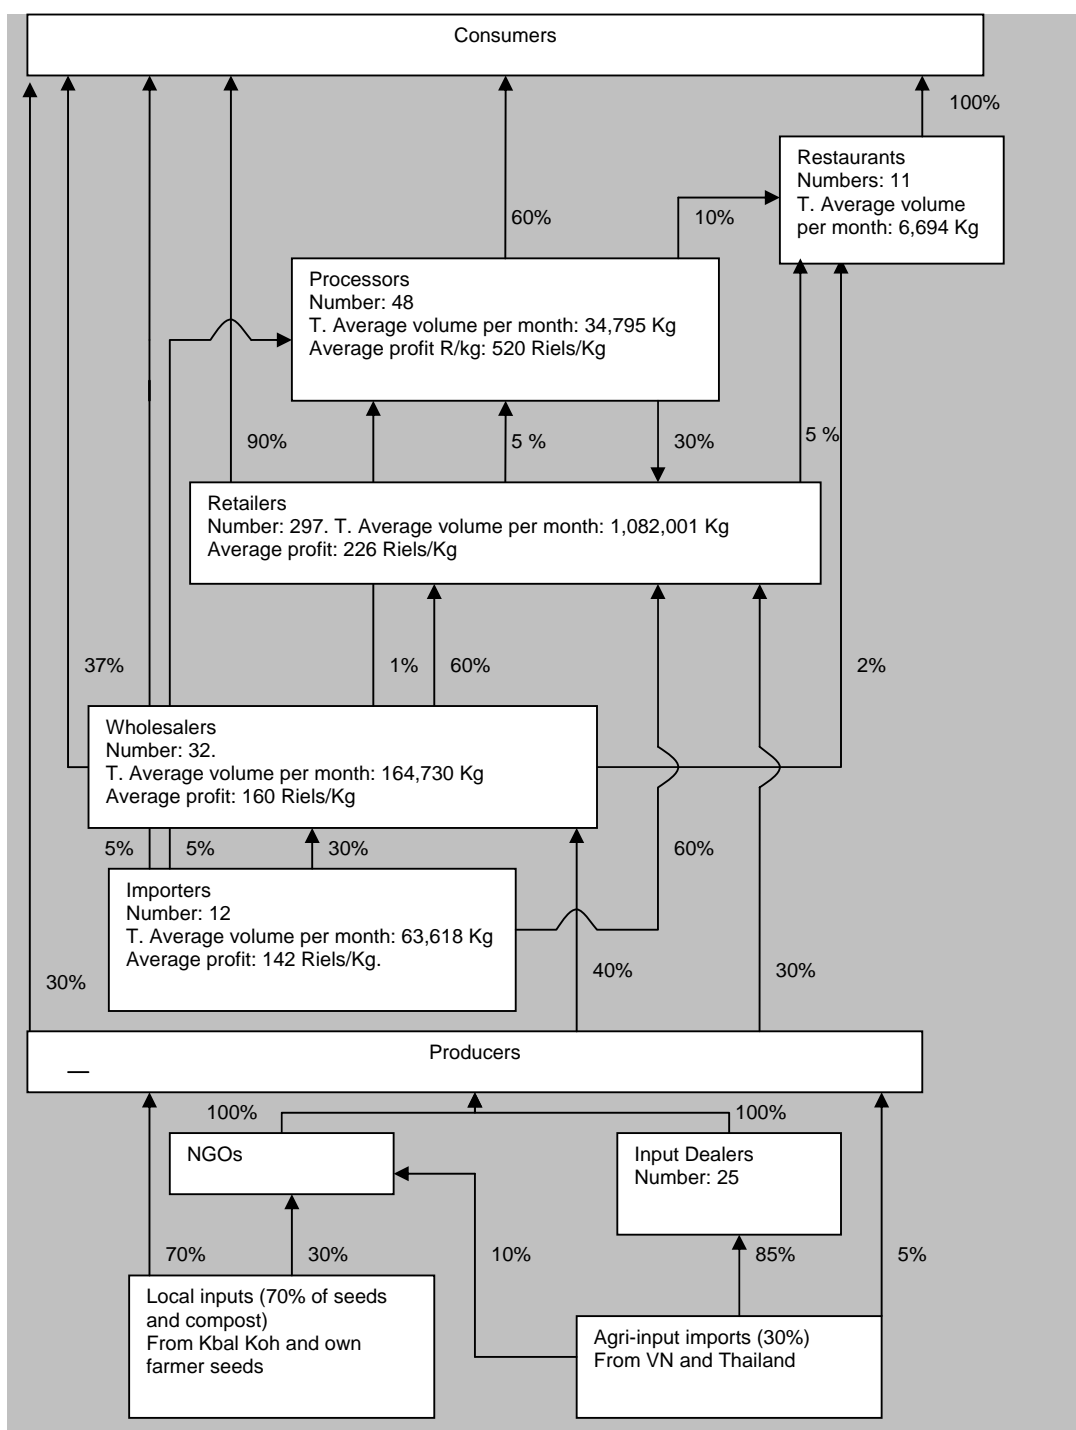 Consumers
100%
Restaurants
Numbers: 11
T. Average volume
per month: 6,694 Kg
60%
10%
Processors
Number: 48
T. Average volume per month: 34,795 Kg
Average profit R/kg: 520 Riels/Kg
90%
5 %
30%
5 %
Retailers
Number: 297. T. Average volume per month: 1,082,001 Kg
Average profit: 226 Riels/Kg
37%
1%
60%
2%
Wholesalers
Number: 32.
T. Average volume per month: 164,730 Kg
Average profit: 160 Riels/Kg
5%
5%
30%
60%
Importers
Number: 12
T. Average volume per month: 63,618 Kg
Average profit: 142 Riels/Kg.
30%
40%
30%
Producers
100%
100%
NGOs
Input Dealers
Number: 25
70%
30%
10%
85%
5%
Local inputs (70% of seeds
and compost)
From Kbal Koh and own
farmer seeds
Agri-input imports (30%)
From VN and Thailand